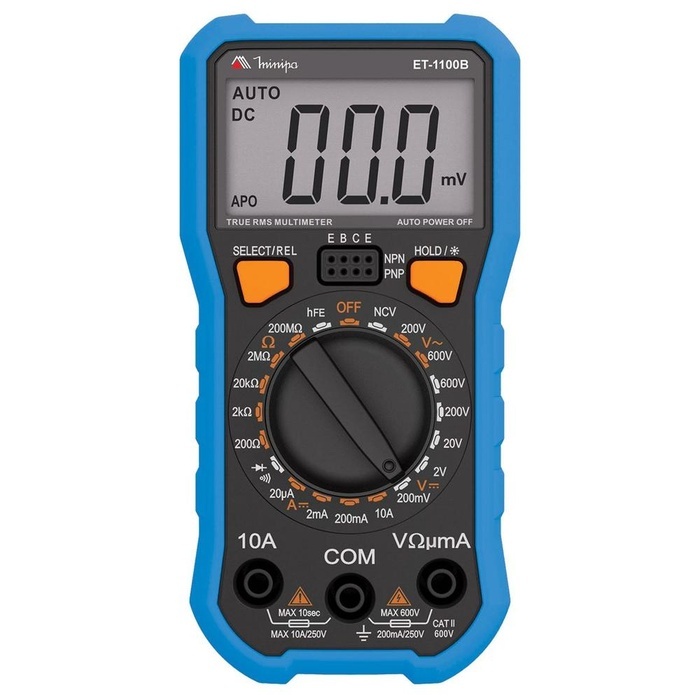 Minipa ET-1100B
AUTO
DC
00.0 mV
APO
TRUE RMS MULTIMETER AUTO POWER OFF
SELECT/REL E B C E HOLD /
NPN
PNP
hFE OFF NCV
200MΩ 200V
Ω V~
2MΩ 600V
20kΩ 600V
2kΩ 200V
200Ω 20V
2V
V
20µA 200mV
A
2mA 200mA 10A
10A COM VΩµmA
MAX 10sec MAX 600V
MAX 10A/250V 200mA/250V
CAT II
600V